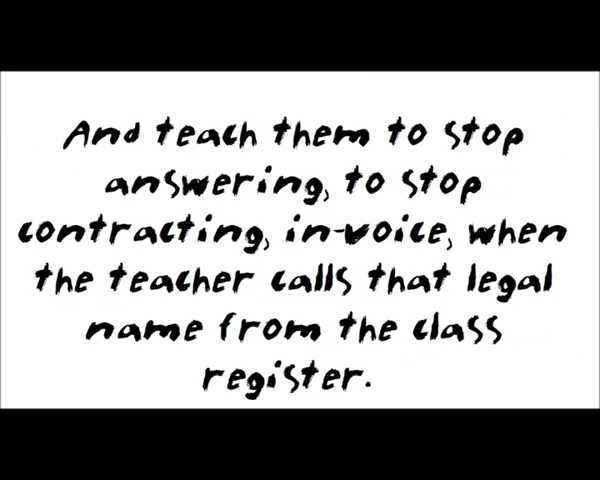 And teach them to stop
answering, to stop
contracting, in-voice, when
the teacher calls that legal
name from the class
register.